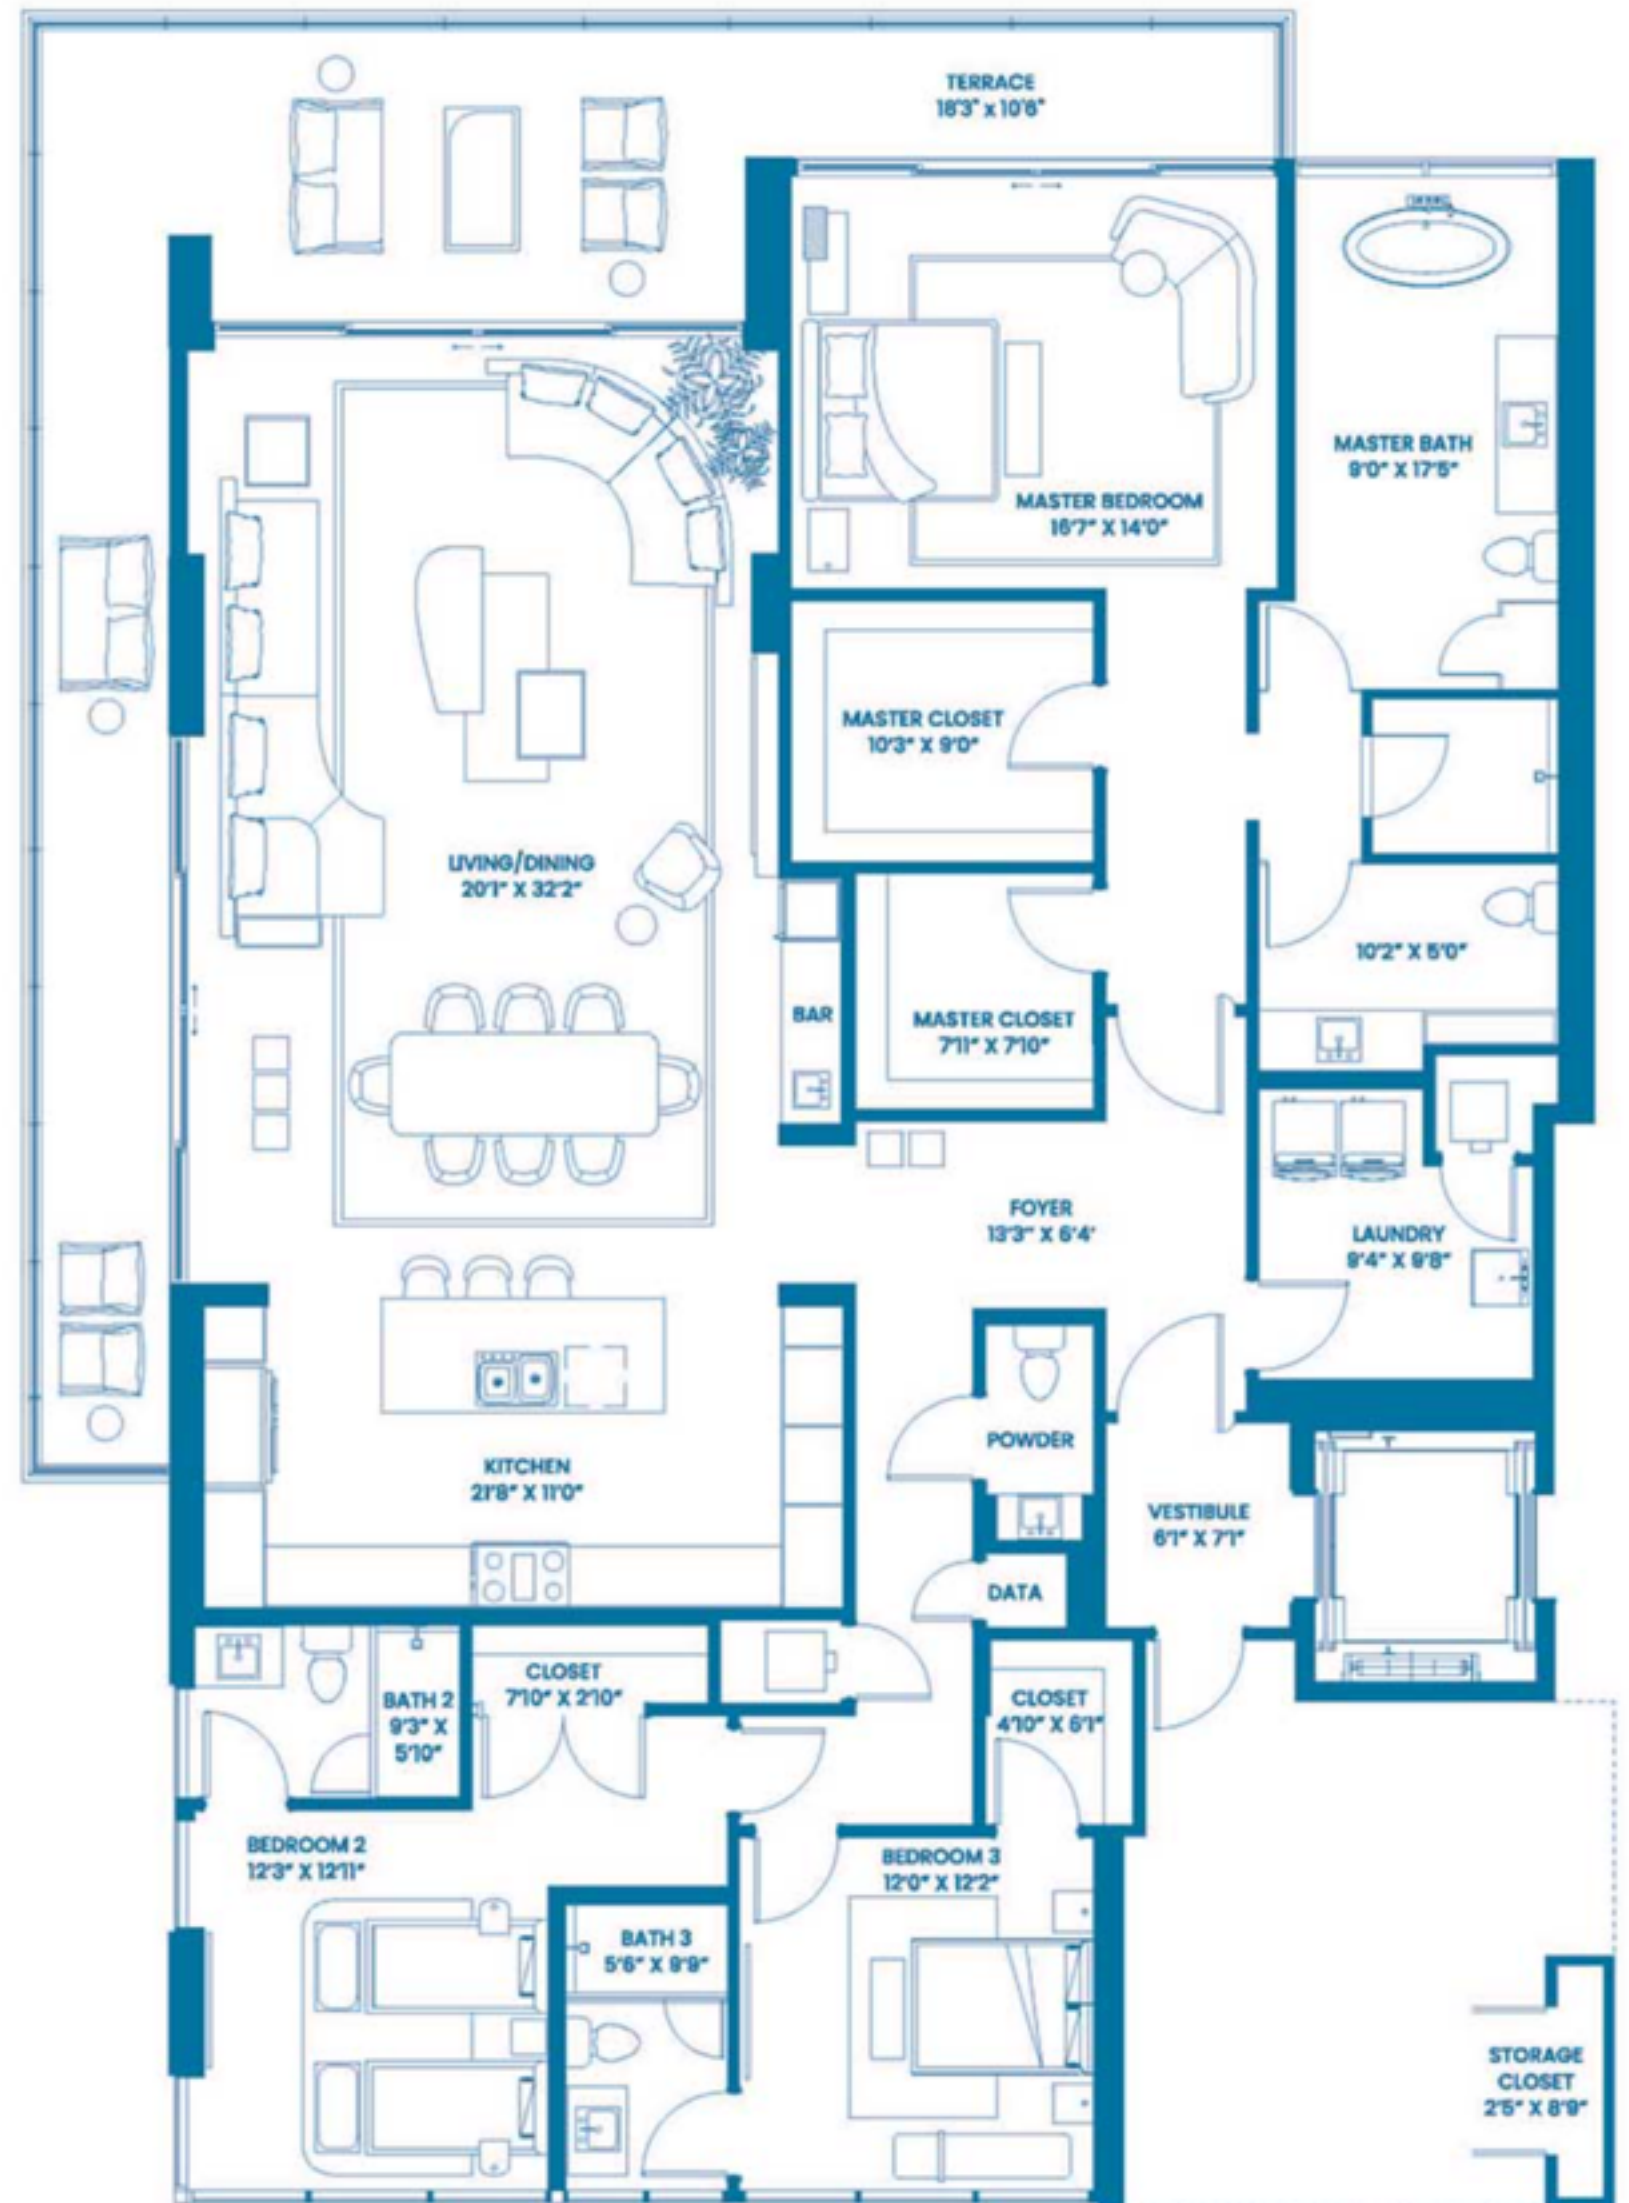 TERRACE
18'3" x 10'6"
MASTER BATH
9'0" X 17'5"
MASTER BEDROOM
16'7" X 14'0"
MASTER CLOSET
10'3" X 9'0"
LIVING/DINING
20'1" X 32'2"
10'2" X 5'0"
BAR
MASTER CLOSET
7'11" X 7'10"
FOYER
13'3" X 6'4'
LAUNDRY
9'4" X 9'8"
POWDER
KITCHEN
21'8" X 11'0"
VESTIBULE
6'1" X 7'1"
DATA
CLOSET
7'10" X 2'10"
BATH 2
9'3" X
5'10"
CLOSET
4'10" X 6'1"
BEDROOM 2
12'3" X 12'11"
BEDROOM 3
12'0" X 12'2"
BATH 3
5'6" X 9'9"
STORAGE
CLOSET
2'5" X 8'9"